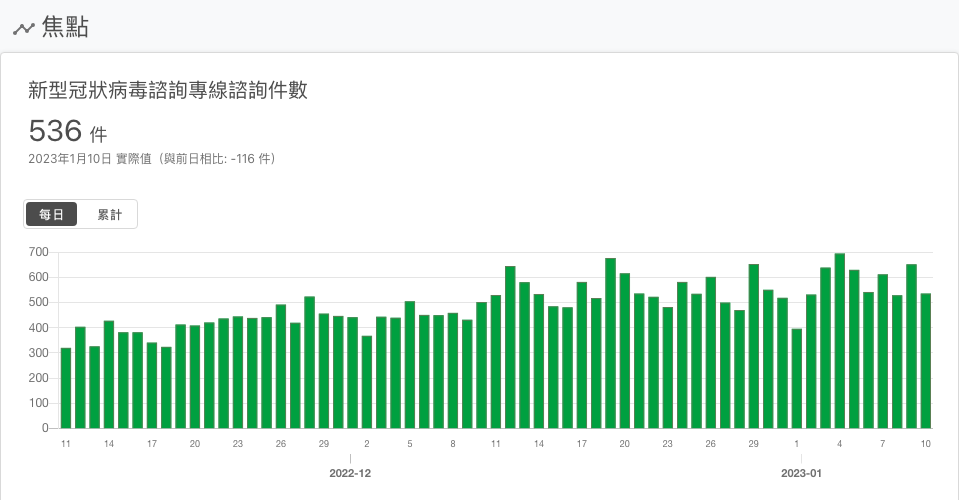 焦點
新型冠狀病毒諮詢專線諮詢件數
536 件
2023年1月10日 實際值（與前日相比: -116 件）
每日 累計
700
600
500
400
300
200
100
0
11 14 17 20 23 26 29 2 5 8 11 14 17 20 23 26 29 1 4 7 10
2022-12 2023-01